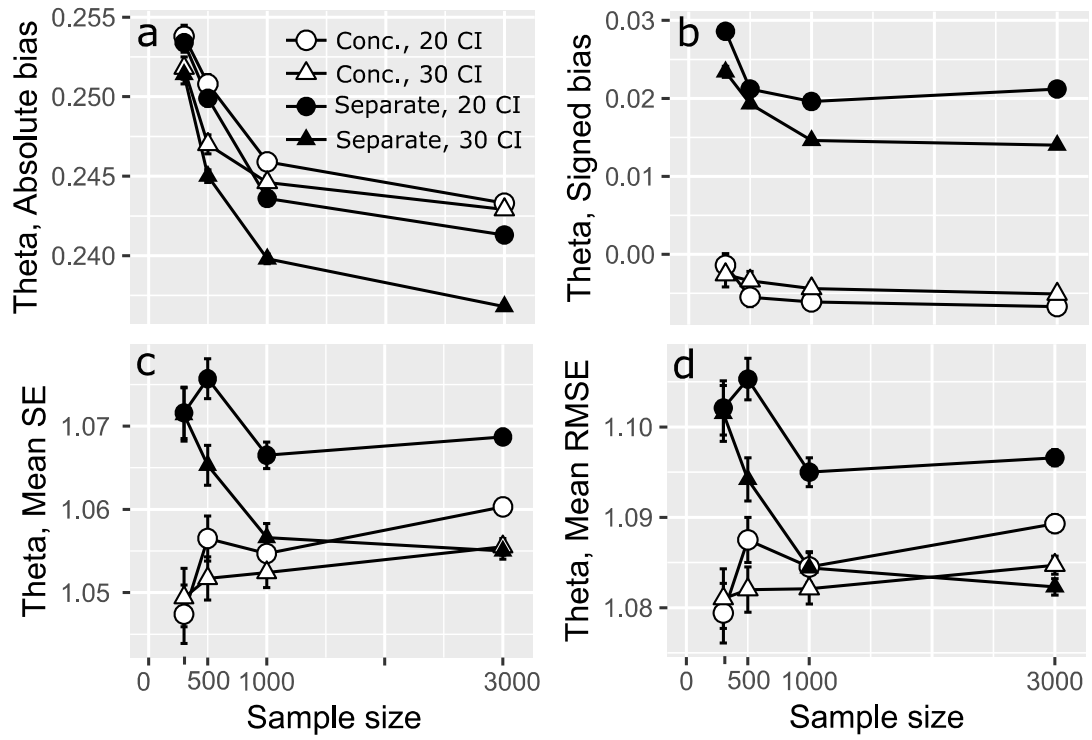 a
Theta, Absolute bias
0.255
0.250
0.245
0.240
Conc., 20 CI
Conc., 30 CI
Separate, 20 CI
Separate, 30 CI
b
Theta, Signed bias
0.03
0.02
0.01
0.00
c
Theta, Mean SE
1.07
1.06
1.05
0 500 1000 3000
Sample size
d
Theta, Mean RMSE
1.10
1.09
1.08
0 500 1000 3000
Sample size